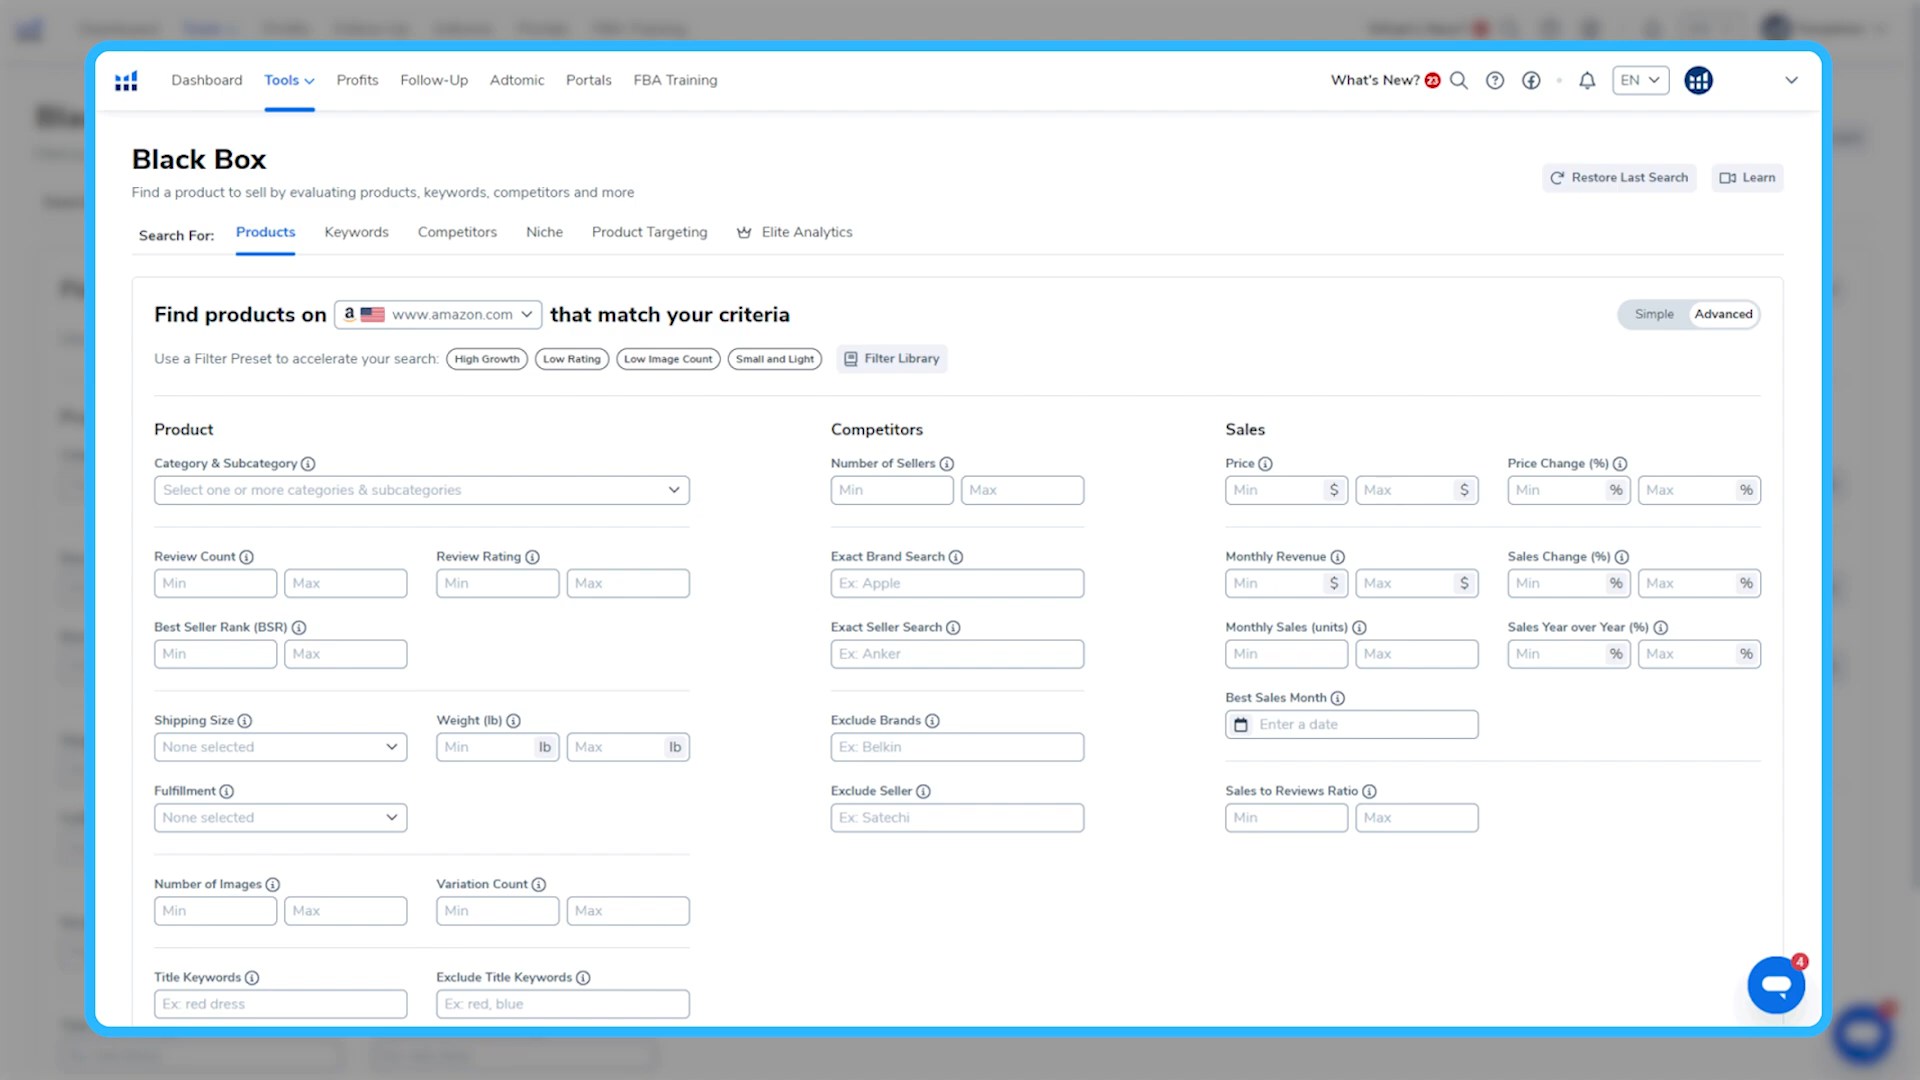 Dashboard Tools Profits Follow-Up Adtomic Portals FBA Training What's New? 23 EN
Black Box
Find a product to sell by evaluating products, keywords, competitors and more
Restore Last Search Learn
Search For: Products Keywords Competitors Niche Product Targeting Elite Analytics
Find products on a www.amazon.com that match your criteria
Simple Advanced
Use a Filter Preset to accelerate your search: High Growth Low Rating Low Image Count Small and Light Filter Library
Product Competitors Sales
Category & Subcategory Number of Sellers Price Price Change (%)
Select one or more categories & subcategories Min Max Min $ Max $ Min % Max %
Review Count Review Rating Exact Brand Search Monthly Revenue Sales Change (%)
Min Max Min Max Ex: Apple Min $ Max $ Min % Max %
Best Seller Rank (BSR) Exact Seller Search Monthly Sales (units) Sales Year over Year (%)
Min Max Ex: Anker Min Max Min % Max %
Best Sales Month
Enter a date
Shipping Size Weight (lb) Exclude Brands
None selected Min lb Max lb Ex: Belkin
Fulfillment Exclude Seller Sales to Reviews Ratio
None selected Ex: Satechi Min Max
Number of Images Variation Count
Min Max Min Max
Title Keywords Exclude Title Keywords
Ex: red dress Ex: red, blue
4